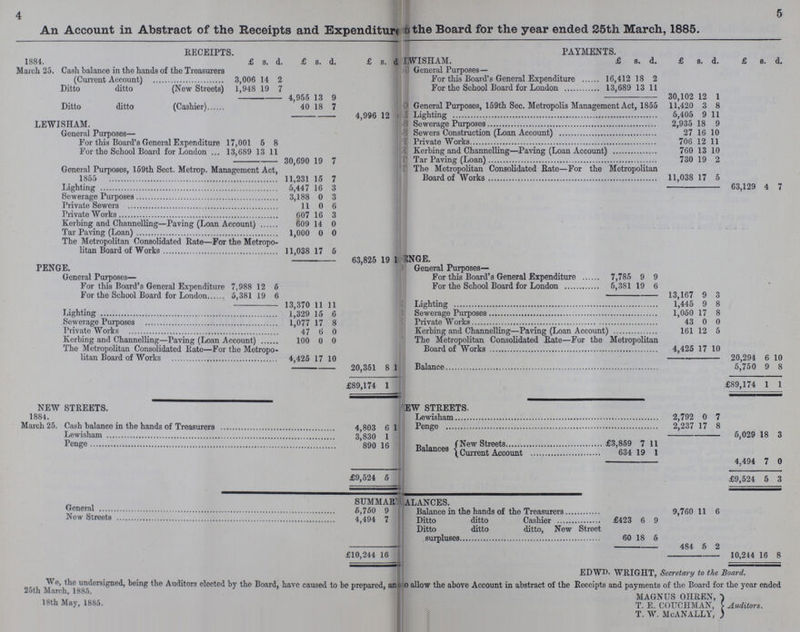 4
5
An Account in Abstract of the Receipts and Expenditure the Board for the year ended 25th March, 1885.
RECEIPTS.
1884. £ s. d. £ s. d. £ s. d
March 25. Cash balance in the hands of the Treasurers
(Current Account) 3,006 14 2
Ditto ditto (New Streets) 1,948 19 7
4,955 13 9
Ditto ditto (Cashier) 40 18 7
4,996 12
LEWISHAM.
General Purposes—
For this Board's General Expenditure 17,001 5 8
For the School Board for London ... 13,689 13 11
30,690 19 7
General Purposes, 159th Sect. Metrop. Management Act,
1855 11,231 15 7
Lighting 5,447 16 3
Sewerage Purposes 3,188 0 3
Private Sewers 11 0 6
Private Works 607 16 3
Kerbing and Channelling—Paving (Loan Account) 609 14 0
Tar Paving (Loan) 1,000 0 0
The Metropolitan Consolidated Rate—For the Metropo-
litan Board of Works 11,038 17 5
63,825 19 1
PENGE.
General Purposes—
For this Board's General Expenditure 7,988 12 5
For the School Board for London 5,381 19 6
13,370 11 11
Lighting 1,329 15 6
Sewerage Purposes 1,077 17 8
Private Works 47 6 0
Kerbing and Channelling—Paving (Loan Account) 100 0 0
The Metropolitan Consolidated Rate—For the Metropo-
litan Board of Works 4,425 17 10
20,351 8 1
£89,174 1
NEW STREETS.
1884.
March 25. Cash balance in the hands of Treasurers 4,803 6 1
Lewisham 3,830 1
Penge 890 16
£9,524 5
SUMMAR
General 5,750 9
New Streets 4,494 7
£10,244 16
PAYMENTS.
EWISHAM. £ s. d. £ s. d. £ s. d.
General Purposes—
For this Board's General Expenditure 16,412 18 2
For the School Board for London 13,689 13 11
30,102 12 1
General Purposes, 159th Sec. Metropolis Management Act, 1855 11,420 3 8
Lighting 5,405 9 11
Sewerage Purposes 2,935 18 9
Sewers Construction (Loan Account) 27 16 10
Private Works 706 12 11
Kerbing and Channelling—Paving (Loan Account) 760 13 10
Tar Paving (Loan) 730 19 2
The Metropolitan Consolidated Rate—For the Metropolitan
Board of Works 11,038 17 5
63,129 4 7
ENGE.
General Purposes—
For this Board's General Expenditure 7,785 9 9
For the School Board for London 5,381 19 6
13,167 9 3
Lighting 1,445 9 8
Sewerage Purposes 1,050 17 8
Private Works 43 0 0
Kerbing and Channelling—Paving (Loan Account) 161 12 5
The Metropolitan Consolidated Rate—For the Metropolitan
Board of Works 4,425 17 10
20,294 6 10
Balance 5,750 9 8
£89,174 1 1
EW STREETS.
Lewisham 2,792 0 7
Penge 2,237 17 8
5,029 18 3
Balances { New Streets £3,859 7 11
Current Account 634 19 1
4,494 7 0
£9,524 5 3
ALANCES.
Balance in the hands of the Treasurers 9,760 11 6
Ditto ditto Cashier £423 6 9
Ditto ditto ditto, New Street
surpluses 60 18 5
484 5 2
10,244 16 8
EDWD. WRIGHT, Secretary to the Board.
We, the undersigned, being the Auditors elected by the Board, have caused to be prepared, an o allow the above Account in abstract of the Receipts and payments of the Board for the year ended
25th March, 1885.
18th May, 1885.
MAGNUS OHREN,
T. E. COUCHMAN, } Auditors.
T. W. McANALLY,